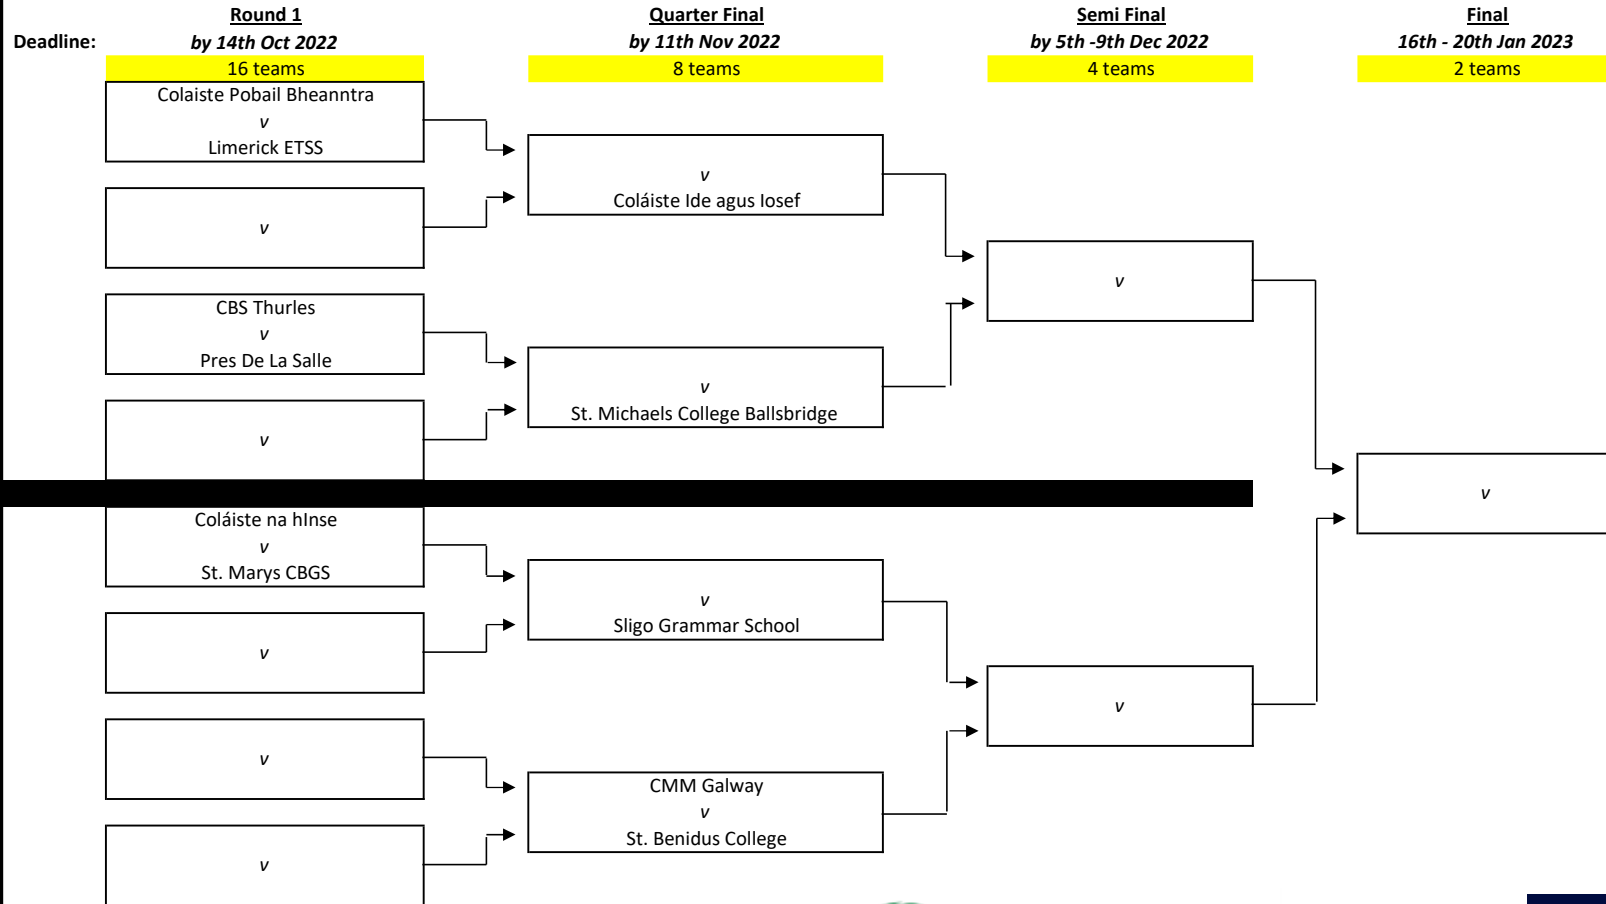 Round 1
Quarter Final
Semi Final
Final
Deadline:
by 14th Oct 2022
by 11th Nov 2022
by 5th -9th Dec 2022
16th - 20th Jan 2023
16 teams
8 teams
4 teams
2 teams
Colaiste Pobail Bheanntra
v
Limerick ETSS
v
CBS Thurles
v
Pres De La Salle
v
Coláiste na hInse
v
St. Marys CBGS
v
v
v
v
Coláiste Ide agus Iosef
v
St. Michaels College Ballsbridge
v
Sligo Grammar School
CMM Galway
v
St. Benidus College
v
v
v